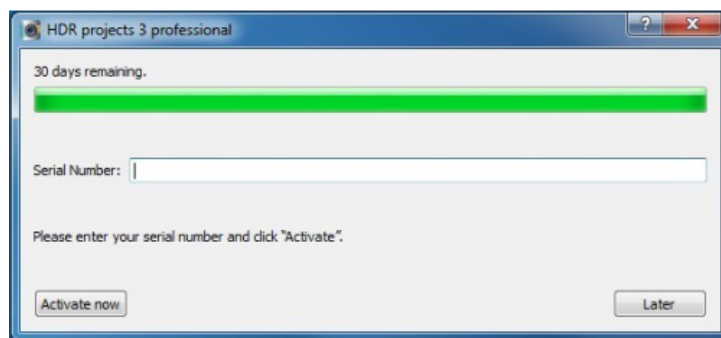 HDR projects 3 professional
30 days remaining.
Serial Number:
Please enter your serial number and click “Activate”.
Activate now
Later